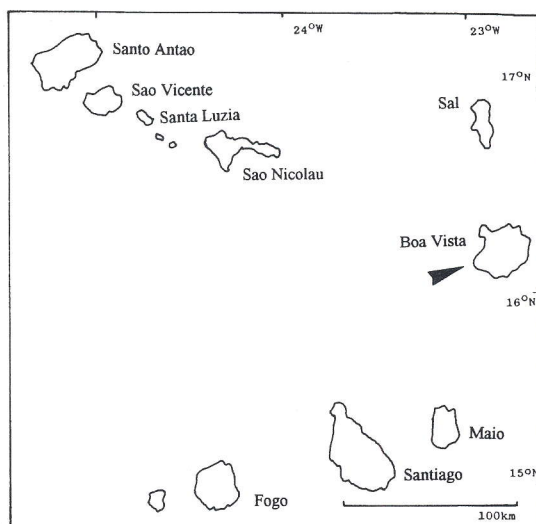 24°W
23°W
Santo Antao
17°N
Sao Vicente
Sal
Santa Luzia
Sao Nicolau
Boa Vista
16°N
Maio
Santiago
15°N
Fogo
100km